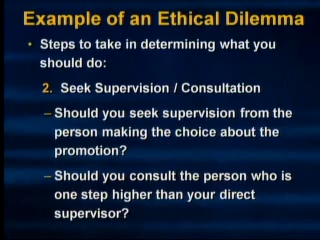 Example of an Ethical Dilemma
• Steps to take in determining what you
should do:
2. Seek Supervision / Consultation
– Should you seek supervision from the
person making the choice about the
promotion?
– Should you consult the person who is
one step higher than your direct
supervisor?